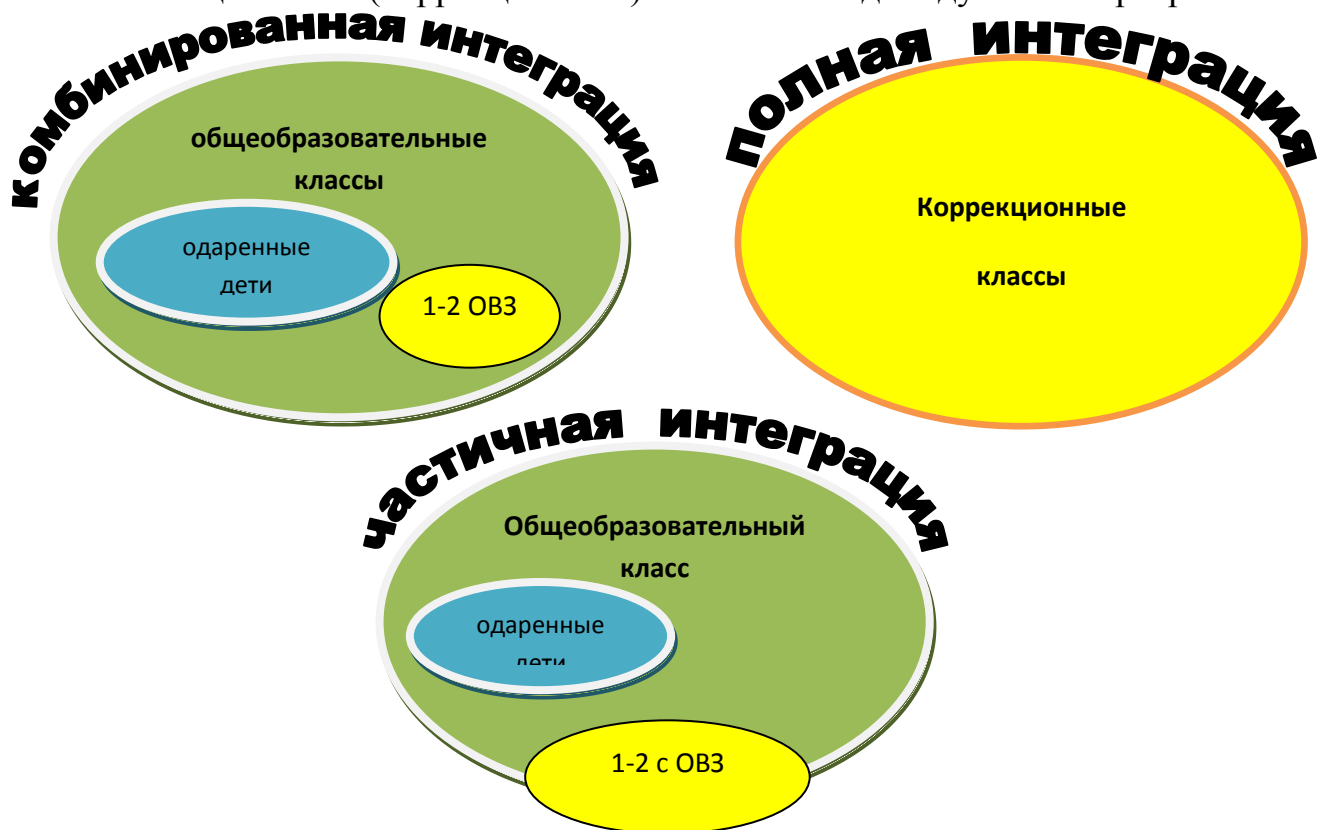 комбинированная интеграция
общеобразовательные
классы
одаренные
дети
1-2 ОВЗ
полная интеграция
Коррекционные
классы
частичная интеграция
Общеобразовательный
класс
одаренные
дети
1-2 с ОВЗ